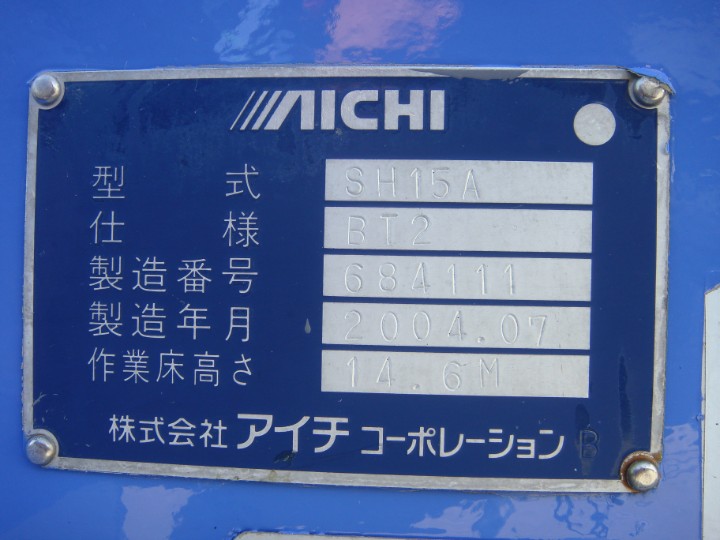 AICHI
型式 SH15A
仕様 BT2
製造番号 684111
製造年月 2004.07
作業床高さ 14.6M
株式会社 アイチ コーポレーション B